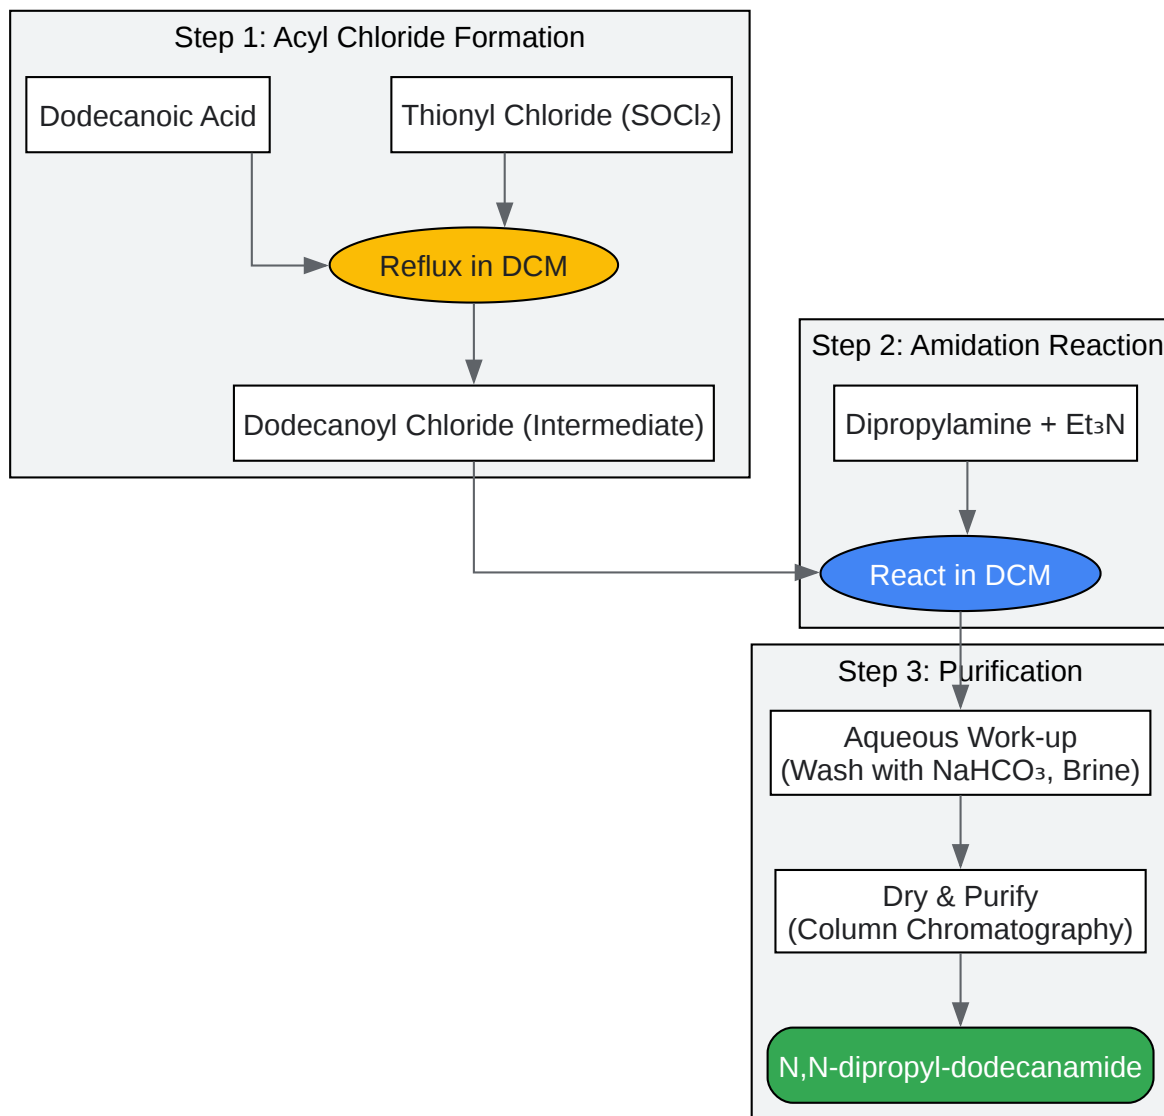 Step 1: Acyl Chloride Formation
Dodecanoic Acid
Thionyl Chloride (SOCl₂)
Reflux in DCM
Dodecanoyl Chloride (Intermediate)
Step 2: Amidation Reaction
Dipropylamine + Et₃N
React in DCM
Step 3: Purification
Aqueous Work-up
(Wash with NaHCO₃, Brine)
Dry & Purify
(Column Chromatography)
N,N-dipropyl-dodecanamide